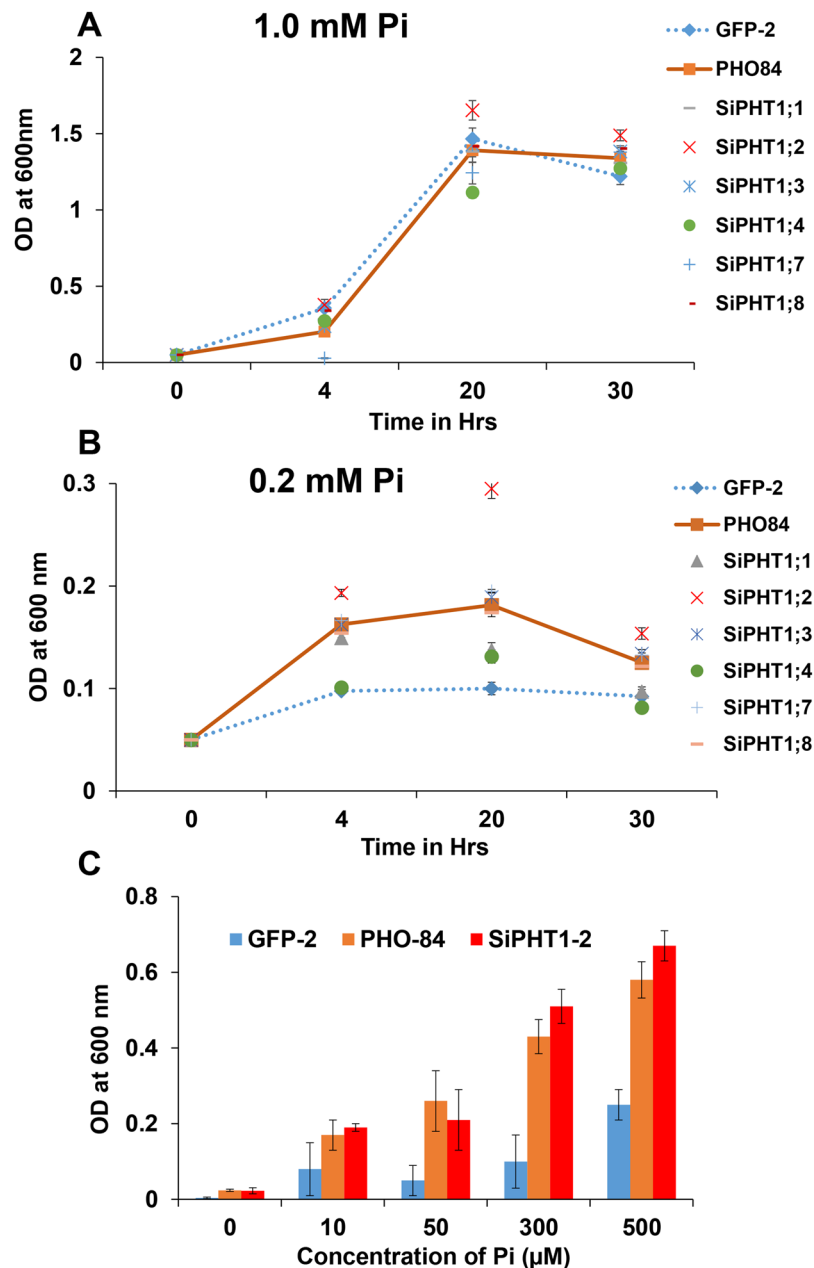 A
1.0 mM Pi
OD at 600nm
2
1.5
1
0.5
0
0 4 20 30
Time in Hrs
GFP-2
PHO84
SiPHT1;1
SiPHT1;2
SiPHT1;3
SiPHT1;4
SiPHT1;7
SiPHT1;8
B
0.2 mM Pi
OD at 600 nm
0.3
0.2
0.1
0
0 4 20 30
Time in Hrs
GFP-2
PHO84
SiPHT1;1
SiPHT1;2
SiPHT1;3
SiPHT1;4
SiPHT1;7
SiPHT1;8
C
OD at 600 nm
0.8
0.6
0.4
0.2
0
GFP-2 PHO-84 SiPHT1-2
0 10 50 300 500
Concentration of Pi (µM)